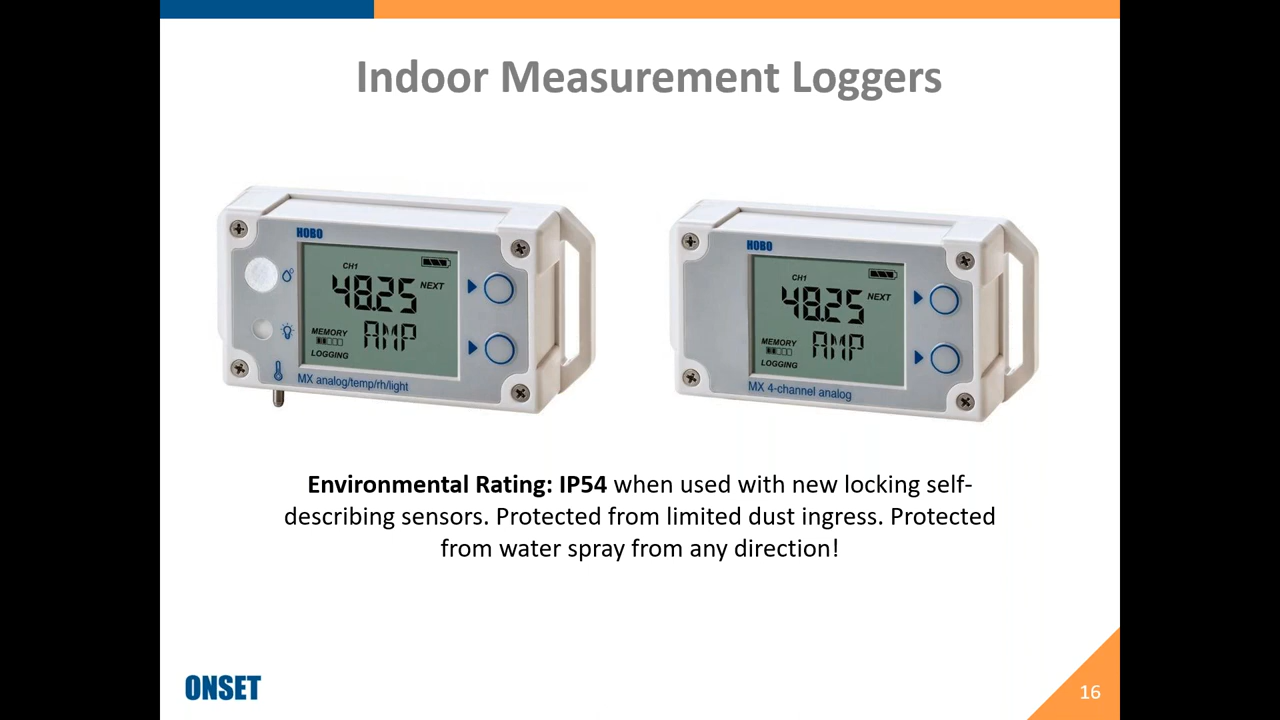 Indoor Measurement Loggers
HOBO
CH1
48.25
NEXT
AMP
MEMORY
LOGGING
MX analog/temp/rh/light
HOBO
CH1
48.25
NEXT
AMP
MEMORY
LOGGING
MX 4-channel analog
Environmental Rating: IP54 when used with new locking self-
describing sensors. Protected from limited dust ingress. Protected
from water spray from any direction!
ONSET
16